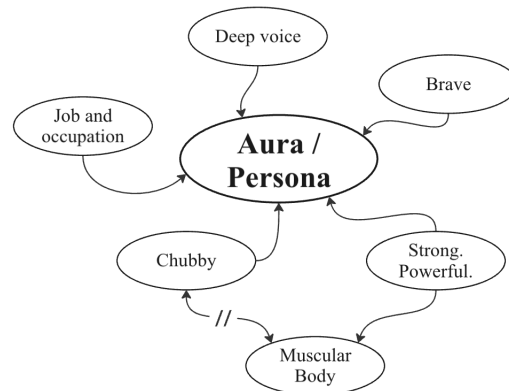 Deep voice
Brave
Job and
occupation
Aura /
Persona
Chubby
Strong.
Powerful.
//
Muscular
Body